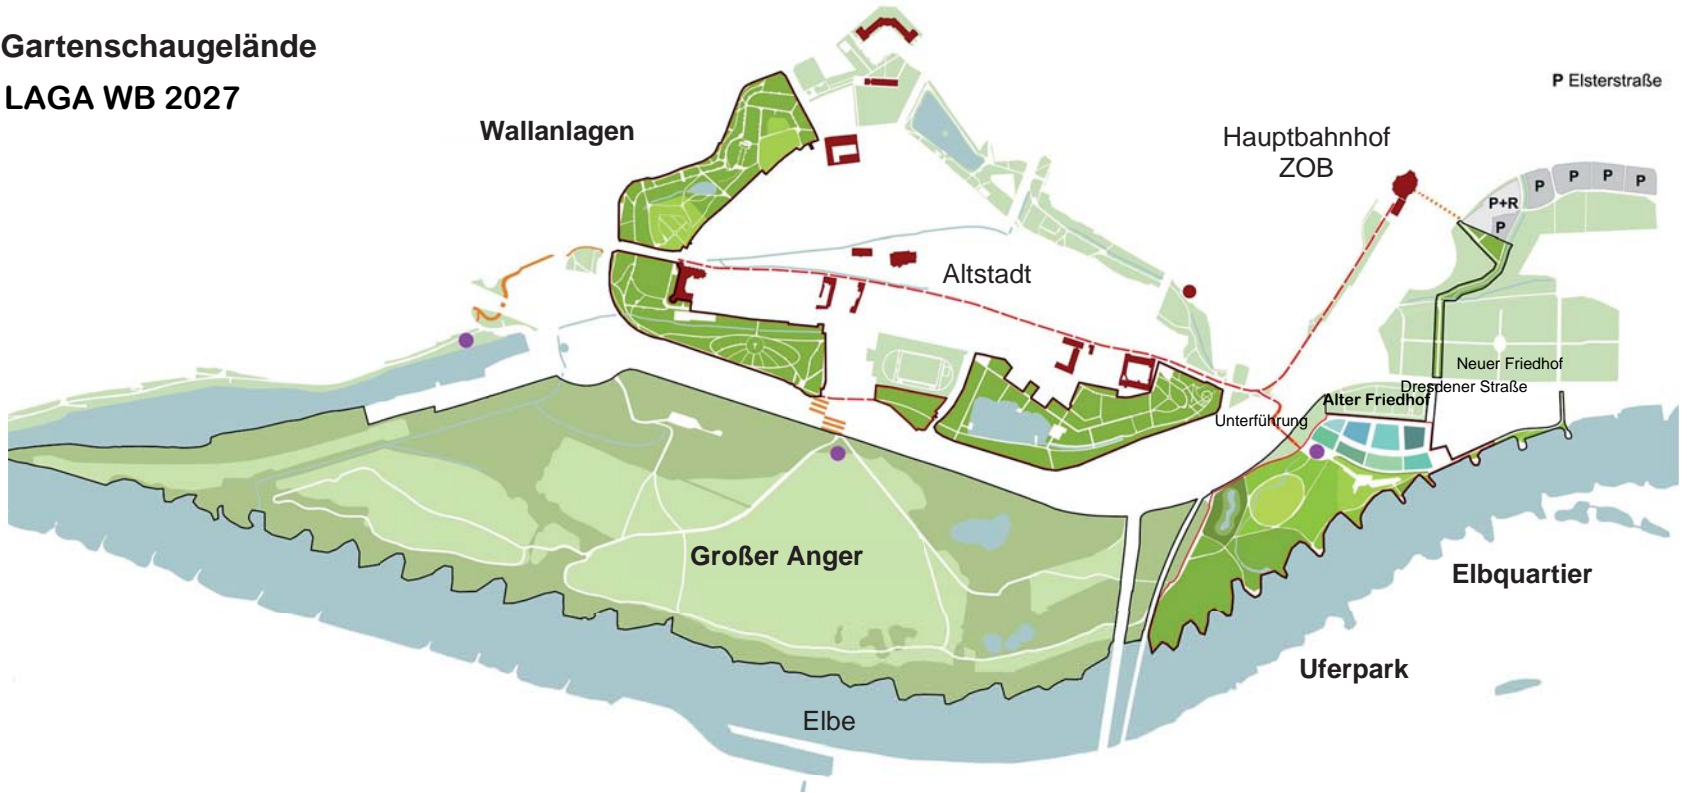 Gartenschaugelände
LAGA WB 2027
P Elsterstraße
Wallanlagen
Hauptbahnhof
ZOB
P
P
P
P
P+R
P
Altstadt
Neuer Friedhof
Dresdener Straße
Alter Friedhof
Unterführung
Großer Anger
Elbquartier
Uferpark
Elbe